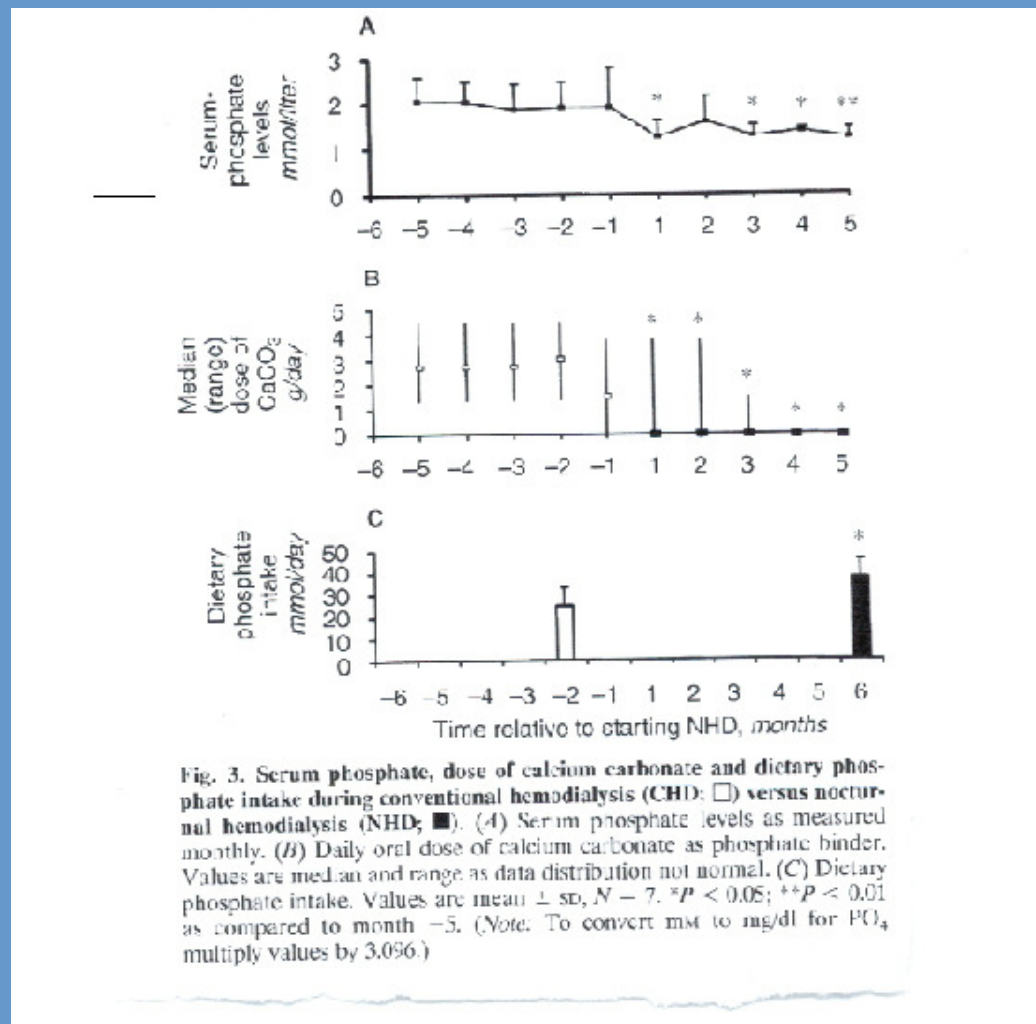 A
Serum-
phosphate
levels
mmol/liter
3
2
1
0
* * * **
−6 −5 −4 −3 −2 −1 1 2 3 4 5
B
Median
(range)
dose of
CaCO3
g/day
5
4
3
2
1
0
* * * * *
−6 −5 −4 −3 −2 −1 1 2 3 4 5
C
Dietary
phosphate
intake
mmol/day
50
40
30
20
10
0
*
−6 −5 −4 −3 −2 −1 1 2 3 4 5 6
Time relative to starting NHD, months
Fig. 3. Serum phosphate, dose of calcium carbonate and dietary phos-
phate intake during conventional hemodialysis (CHD; □) versus noctur-
nal hemodialysis (NHD; ■). (A) Serum phosphate levels as measured
monthly. (B) Daily oral dose of calcium carbonate as phosphate binder.
Values are median and range as data distribution not normal. (C) Dietary
phosphate intake. Values are mean ± SD, N = 7. *P < 0.05; **P < 0.01
as compared to month −5. (Note: To convert mM to mg/dl for PO4
multiply values by 3.096.)